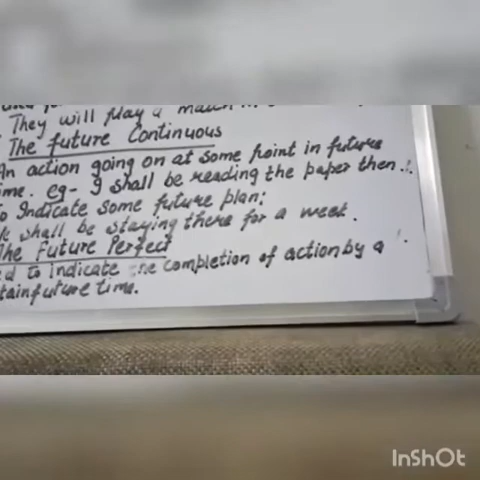 They will play a
The future Continuous
An action going on at some point in future
ime. eg- I shall be reading the paper then.
o Indicate some future plan:
e shall be staying there for a week.
The Future Perfect
d to indicate the completion of action by a
tain future time.
InShOt